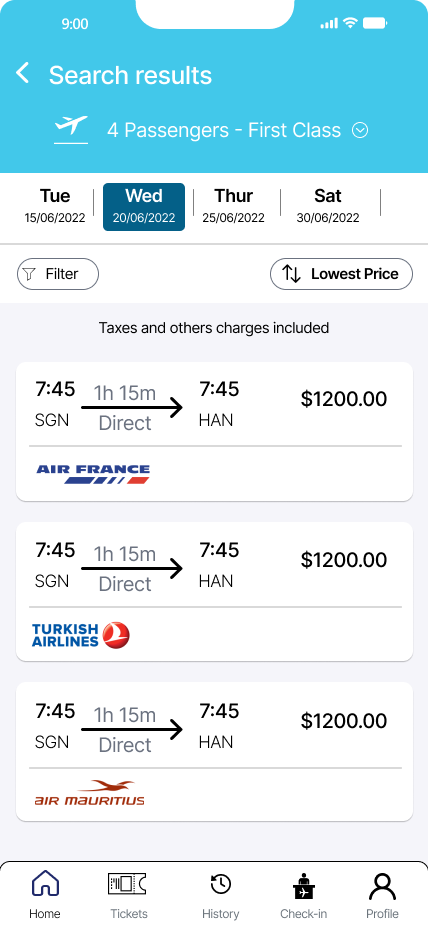 9:00
Search results
4 Passengers - First Class
Tue Wed Thur Sat
15/06/2022 20/06/2022 25/06/2022 30/06/2022
Filter Lowest Price
Taxes and others charges included
7:45 1h 15m 7:45 $1200.00
SGN Direct HAN
AIR FRANCE
7:45 1h 15m 7:45 $1200.00
SGN Direct HAN
TURKISH
AIRLINES
7:45 1h 15m 7:45 $1200.00
SGN Direct HAN
AIR MAURITIUS
Home Tickets History Check-in Profile